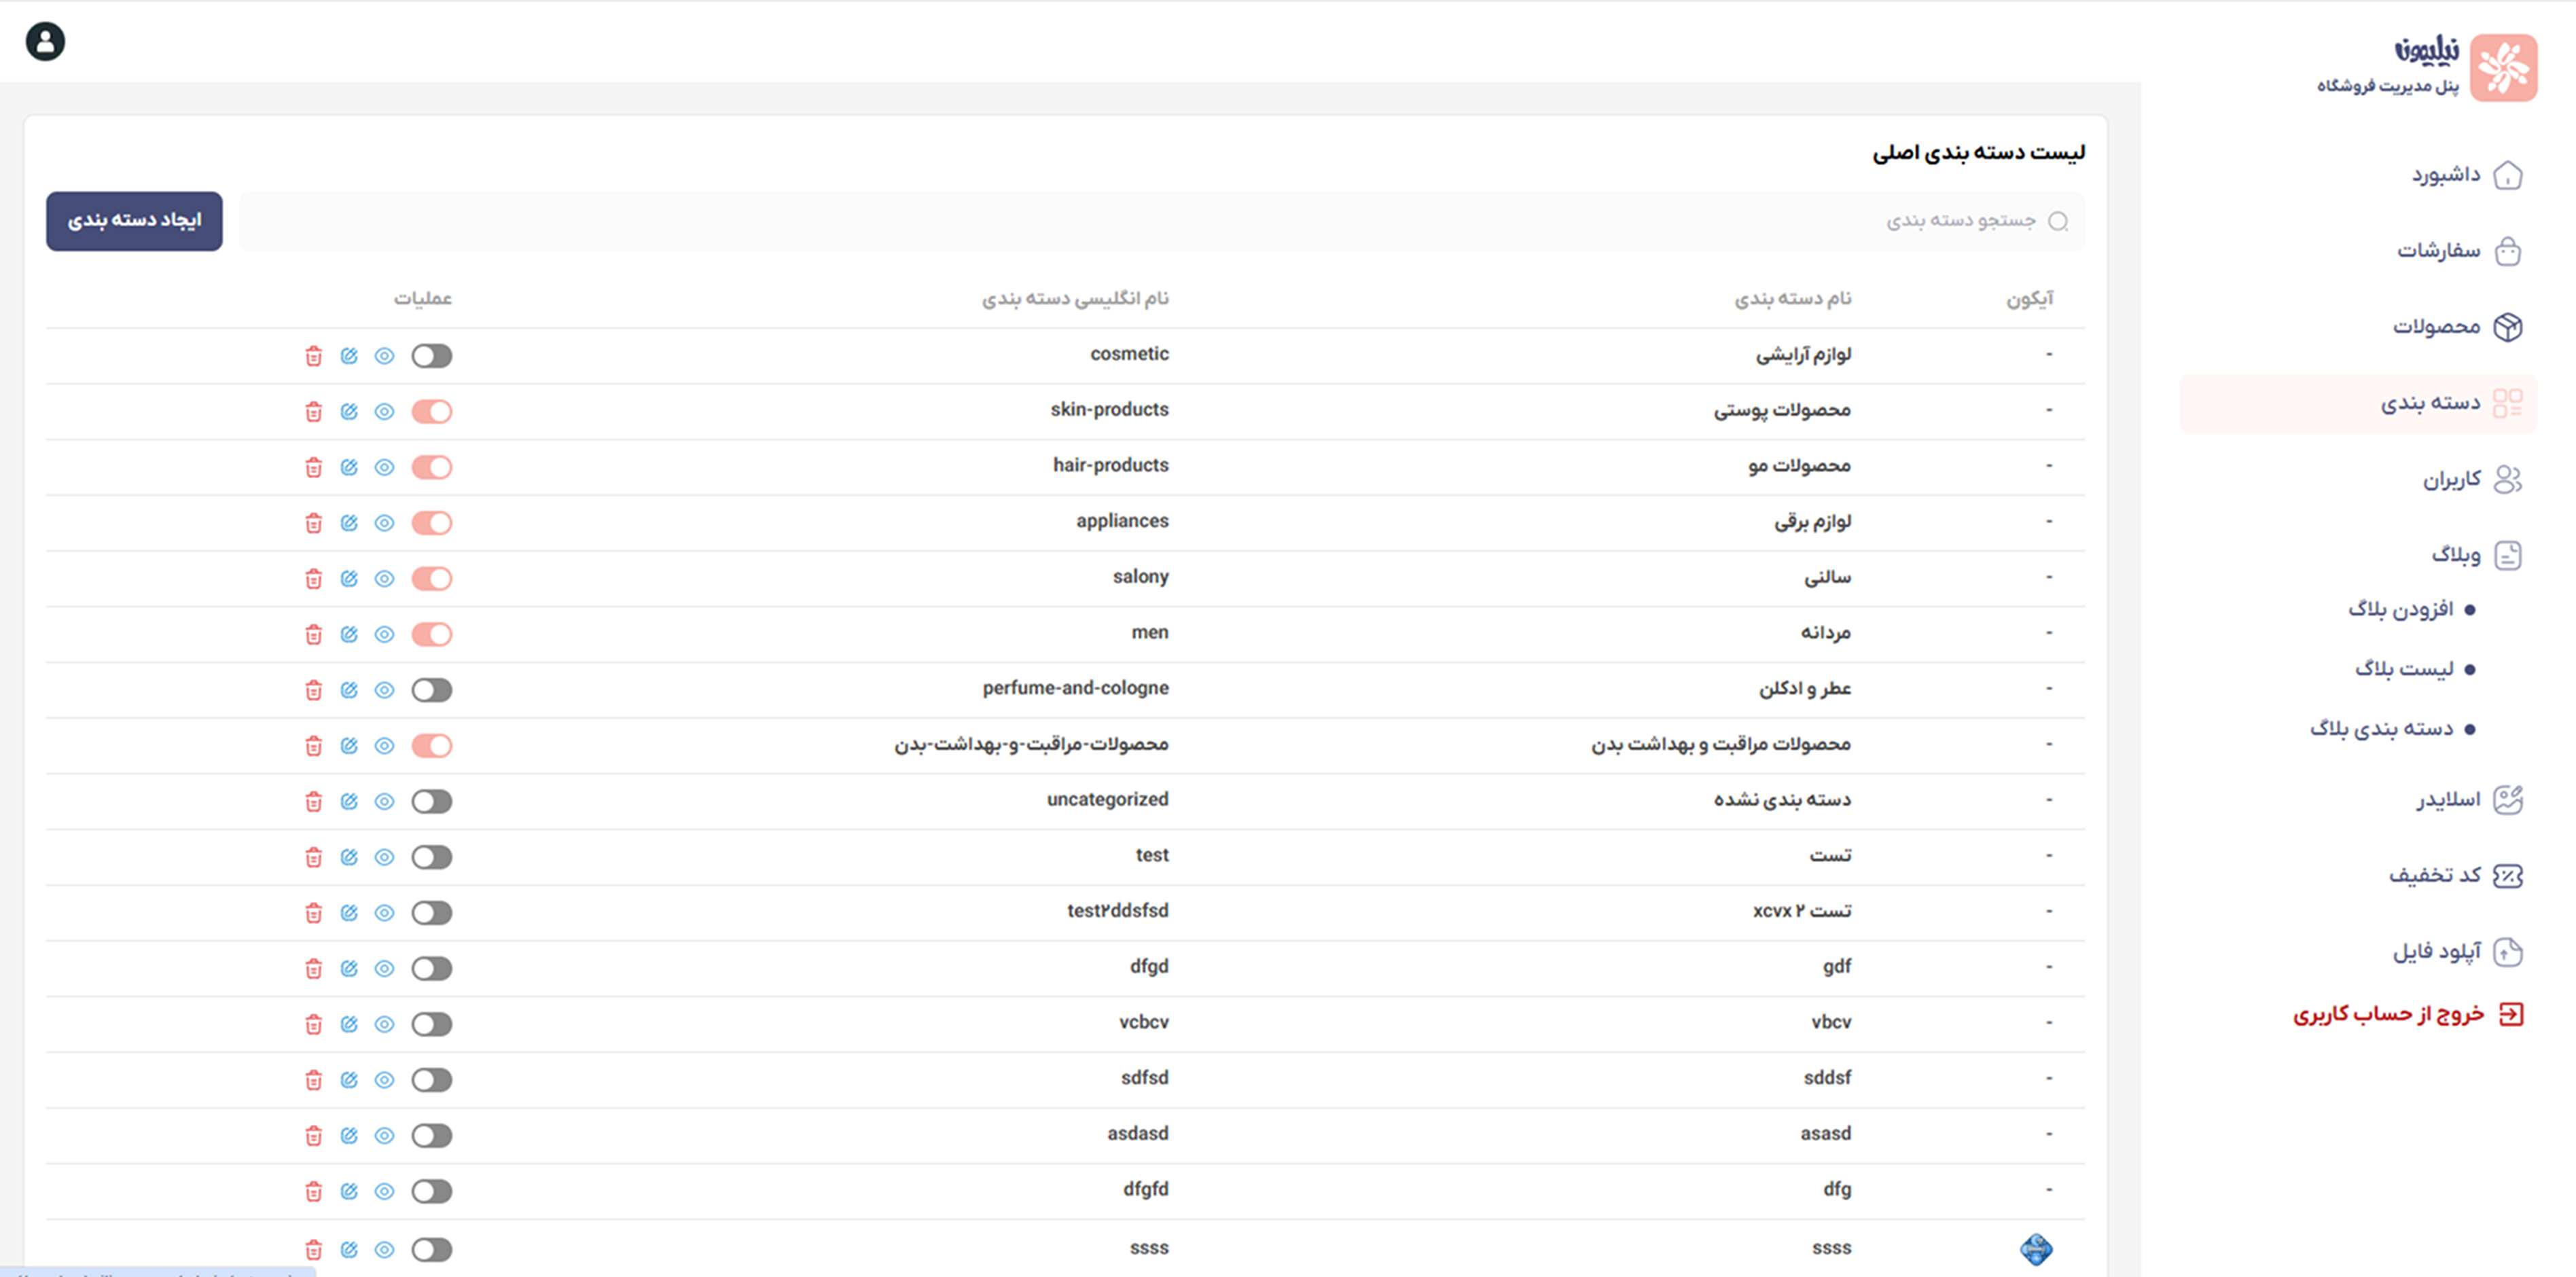 نیلیمون
پنل مدیریت فروشگاه
داشبورد
سفارشات
محصولات
دسته بندی
کاربران
وبلاگ
افزودن بلاگ
لیست بلاگ
دسته بندی بلاگ
اسلایدر
کد تخفیف
آپلود فایل
خروج از حساب کاربری
لیست دسته بندی اصلی
جستجو دسته بندی
ایجاد دسته بندی
آیکون نام دسته بندی نام انگلیسی دسته بندی عملیات
- لوازم آرایشی cosmetic
- محصولات پوستی skin-products
- محصولات مو hair-products
- لوازم برقی appliances
- سالنی salony
- مردانه men
- عطر و ادکلن perfume-and-cologne
- محصولات مراقبت و بهداشت بدن محصولات-مراقبت-و-بهداشت-بدن
- دسته بندی نشده uncategorized
- تست test
- تست ۲ xcvx test۲ddsfsd
- gdf dfgd
- vbcv vcbcv
- sddsf sdfsd
- asasd asdasd
- dfg dfgfd
ssss ssss